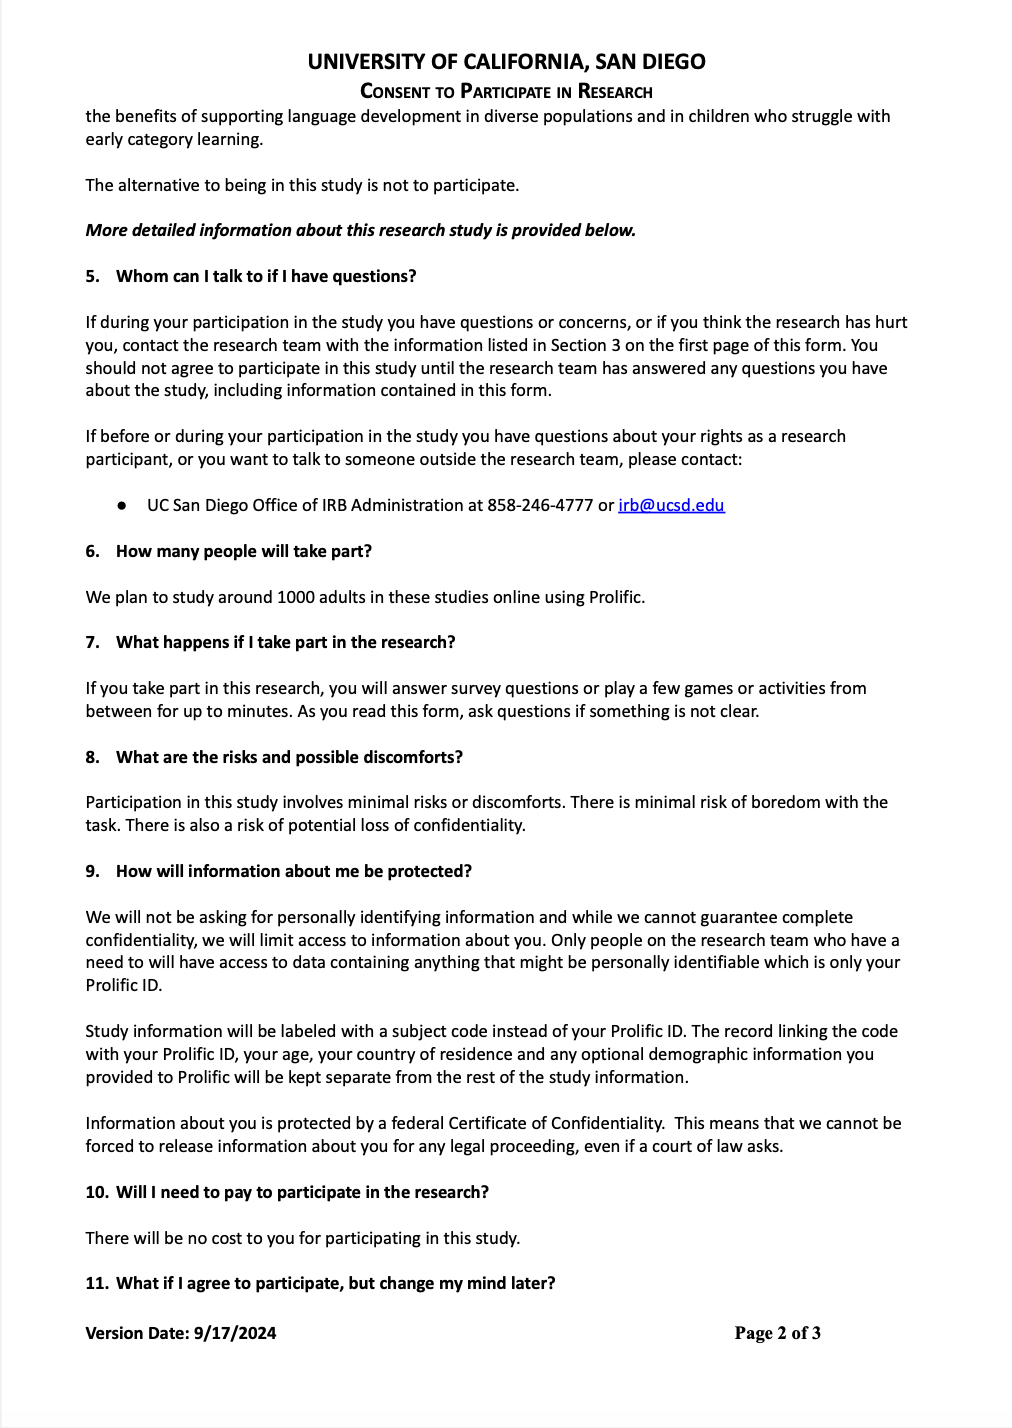 UNIVERSITY OF CALIFORNIA, SAN DIEGO
CONSENT TO PARTICIPATE IN RESEARCH
the benefits of supporting language development in diverse populations and in children who struggle with
early category learning.
The alternative to being in this study is not to participate.
More detailed information about this research study is provided below.
5. Whom can I talk to if I have questions?
If during your participation in the study you have questions or concerns, or if you think the research has hurt
you, contact the research team with the information listed in Section 3 on the first page of this form. You
should not agree to participate in this study until the research team has answered any questions you have
about the study, including information contained in this form.
If before or during your participation in the study you have questions about your rights as a research
participant, or you want to talk to someone outside the research team, please contact:
● UC San Diego Office of IRB Administration at 858-246-4777 or irb@ucsd.edu
6. How many people will take part?
We plan to study around 1000 adults in these studies online using Prolific.
7. What happens if I take part in the research?
If you take part in this research, you will answer survey questions or play a few games or activities from
between for up to minutes. As you read this form, ask questions if something is not clear.
8. What are the risks and possible discomforts?
Participation in this study involves minimal risks or discomforts. There is minimal risk of boredom with the
task. There is also a risk of potential loss of confidentiality.
9. How will information about me be protected?
We will not be asking for personally identifying information and while we cannot guarantee complete
confidentiality, we will limit access to information about you. Only people on the research team who have a
need to will have access to data containing anything that might be personally identifiable which is only your
Prolific ID.
Study information will be labeled with a subject code instead of your Prolific ID. The record linking the code
with your Prolific ID, your age, your country of residence and any optional demographic information you
provided to Prolific will be kept separate from the rest of the study information.
Information about you is protected by a federal Certificate of Confidentiality.  This means that we cannot be
forced to release information about you for any legal proceeding, even if a court of law asks.
10. Will I need to pay to participate in the research?
There will be no cost to you for participating in this study.
11. What if I agree to participate, but change my mind later?
Version Date: 9/17/2024 Page 2 of 3